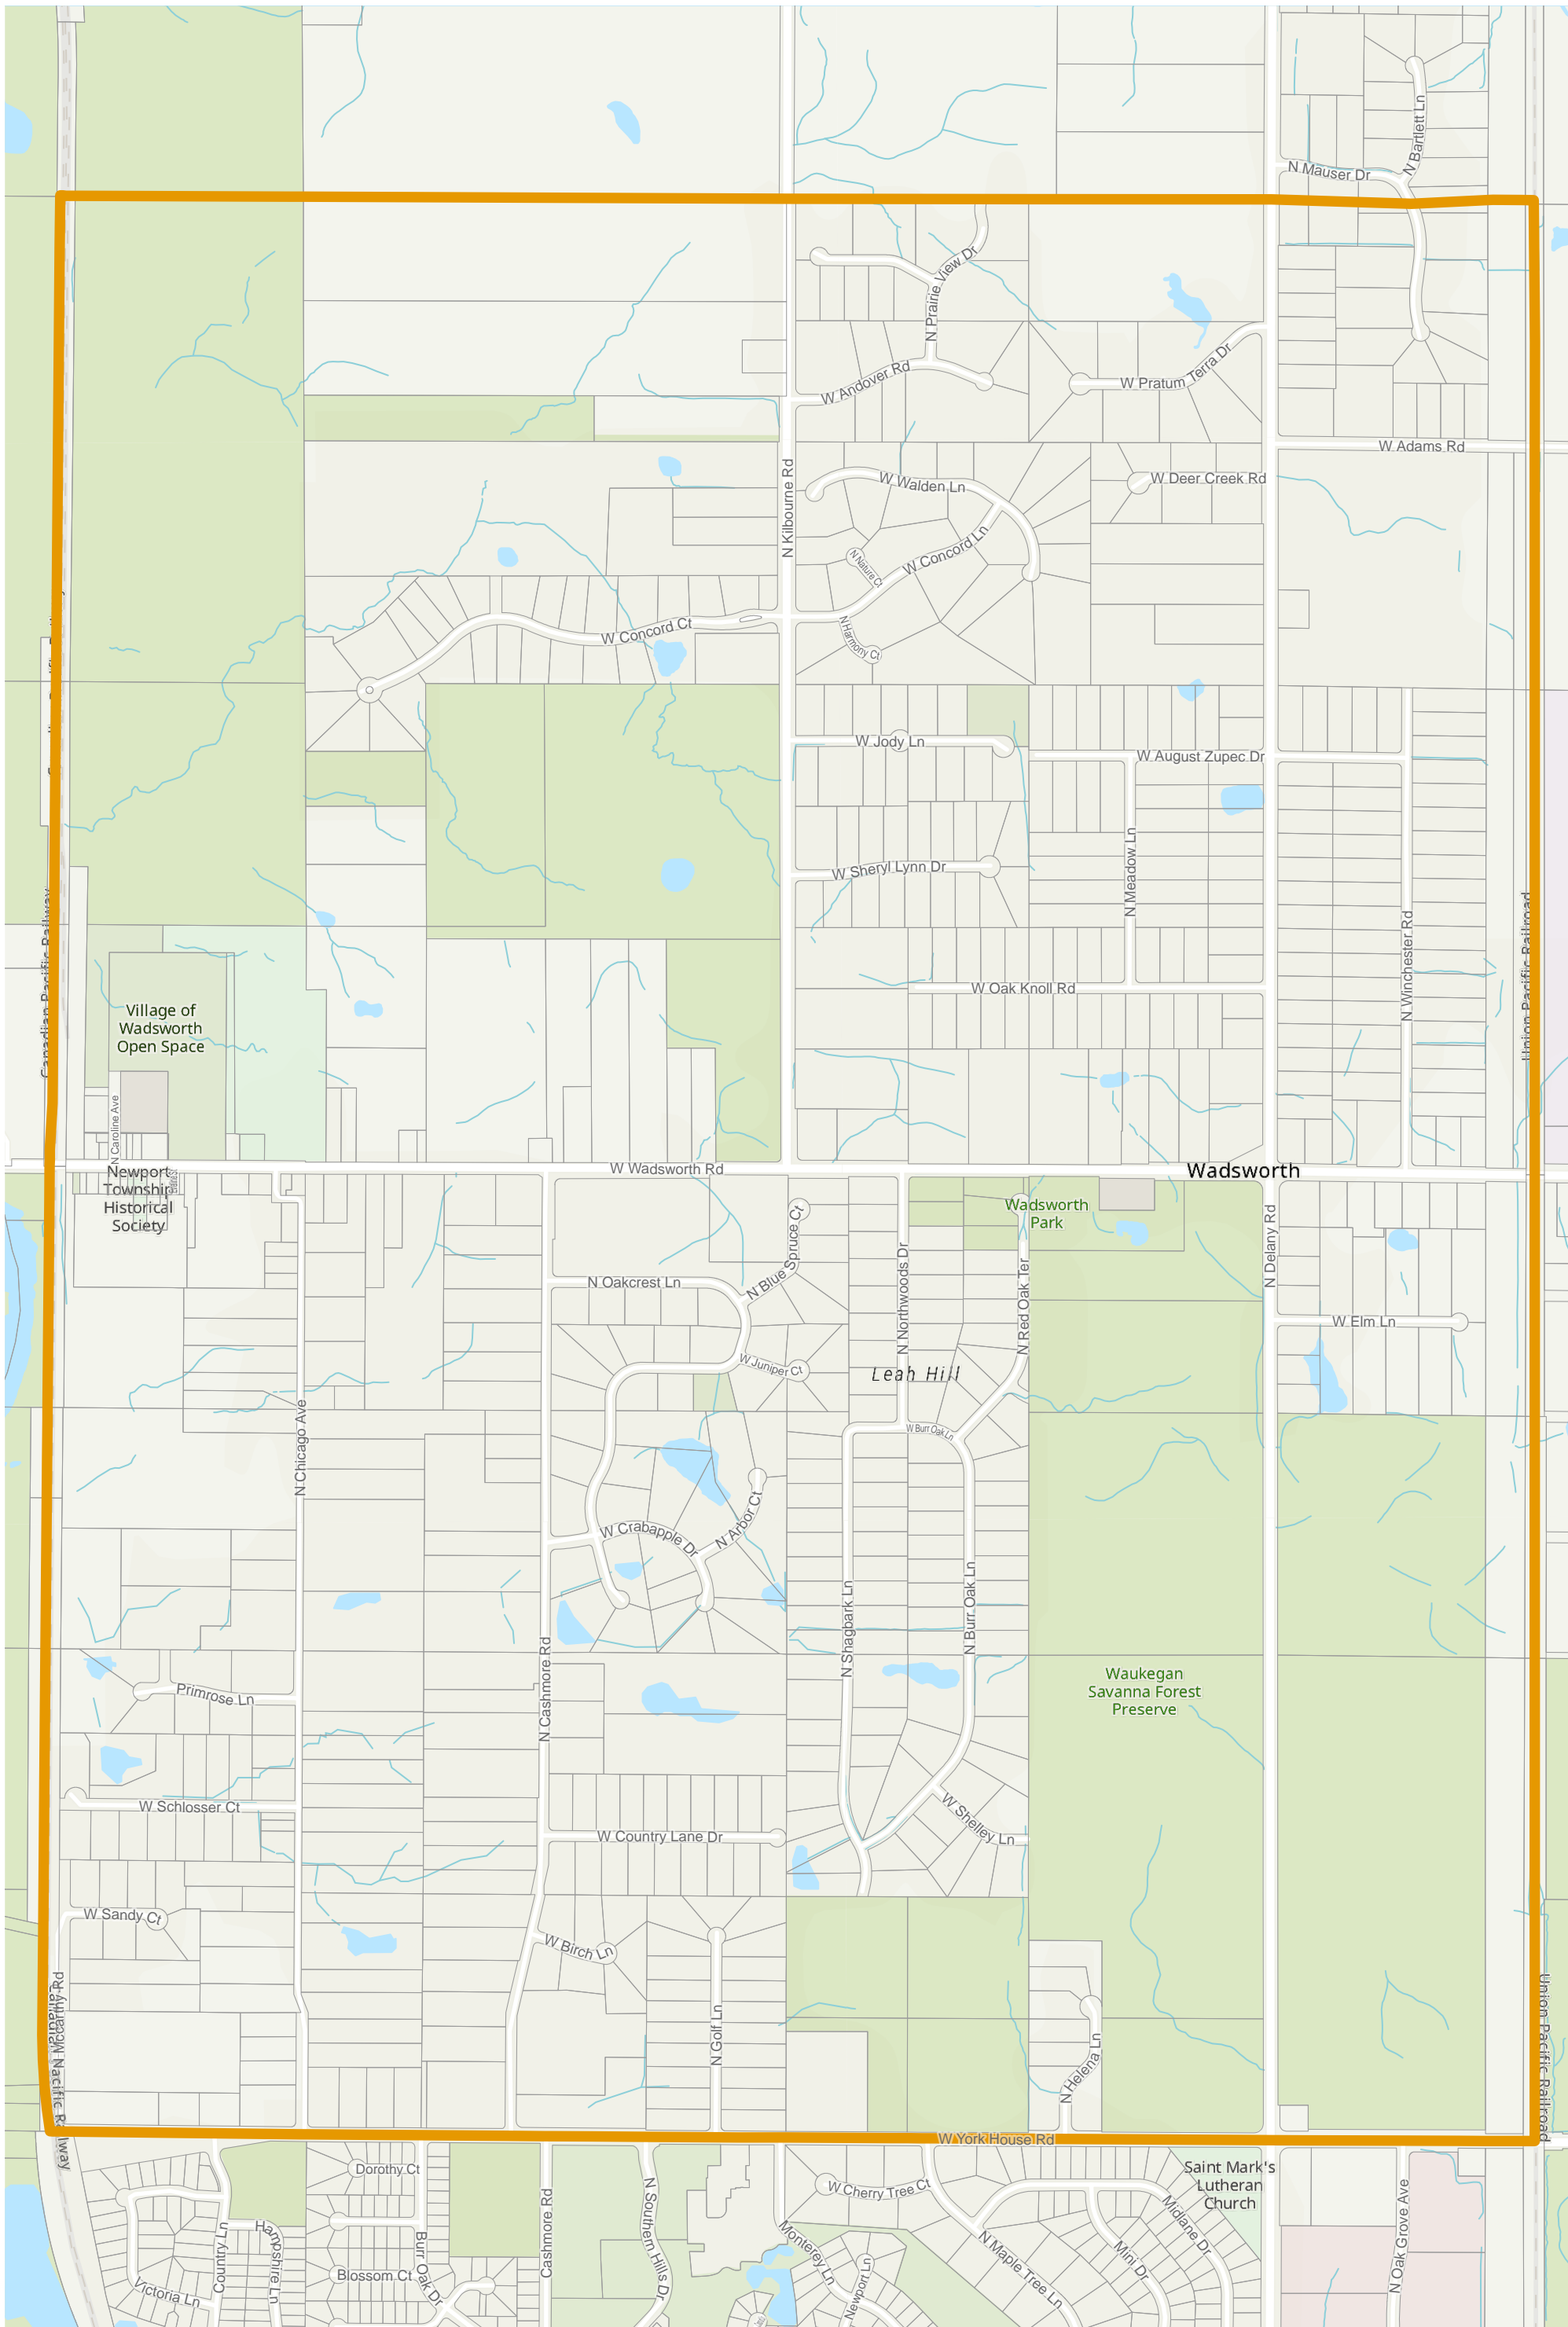 N Bartlett Ln
N Mauser Dr
N Prairie View Dr
W Andover Rd
W Pratum Terra Dr
W Adams Rd
N Kilbourne Rd
W Walden Ln
W Deer Creek Rd
N Nature Ct
W Concord Ln
W Concord Ct
N Harmony Ct
W Jody Ln
W August Zupec Dr
W Sheryl Lynn Dr
N Meadow Ln
N Winchester Rd
Union Pacific Railroad
Canadian Pacific Railway
W Oak Knoll Rd
Village of
Wadsworth
Open Space
N Caroline Ave
W Wadsworth Rd
Wadsworth
Newport
Township
Historical
Society
Wadsworth
Park
N Blue Spruce Ct
N Northwoods Dr
N Delany Rd
N Oakcrest Ln
N Red Oak Ter
W Elm Ln
W Juniper Ct
Leah Hill
N Chicago Ave
W Burr Oak Ln
N Arbor Ct
W Crabapple Dr
N Shagbark Ln
N Burr Oak Ln
N Cashmore Rd
Waukegan
Savanna Forest
Preserve
Primrose Ln
W Schlosser Ct
W Country Lane Dr
W Shelley Ln
W Sandy Ct
W Birch Ln
N Golf Ln
N Helena Ln
N Mccarthy Rd
Canadian Pacific Railway
Union Pacific Railroad
W York House Rd
Dorothy Ct
W Cherry Tree Ct
Saint Mark's
Lutheran
Church
Midlane Dr
N Oak Grove Ave
Country Ln
Hampshire Ln
Burr Oak Dr
Cashmore Rd
N Southern Hills Dr
Monterey Ln
N Maple Tree Ln
Mini Dr
Newport Ln
Blossom Ct
Victoria Ln